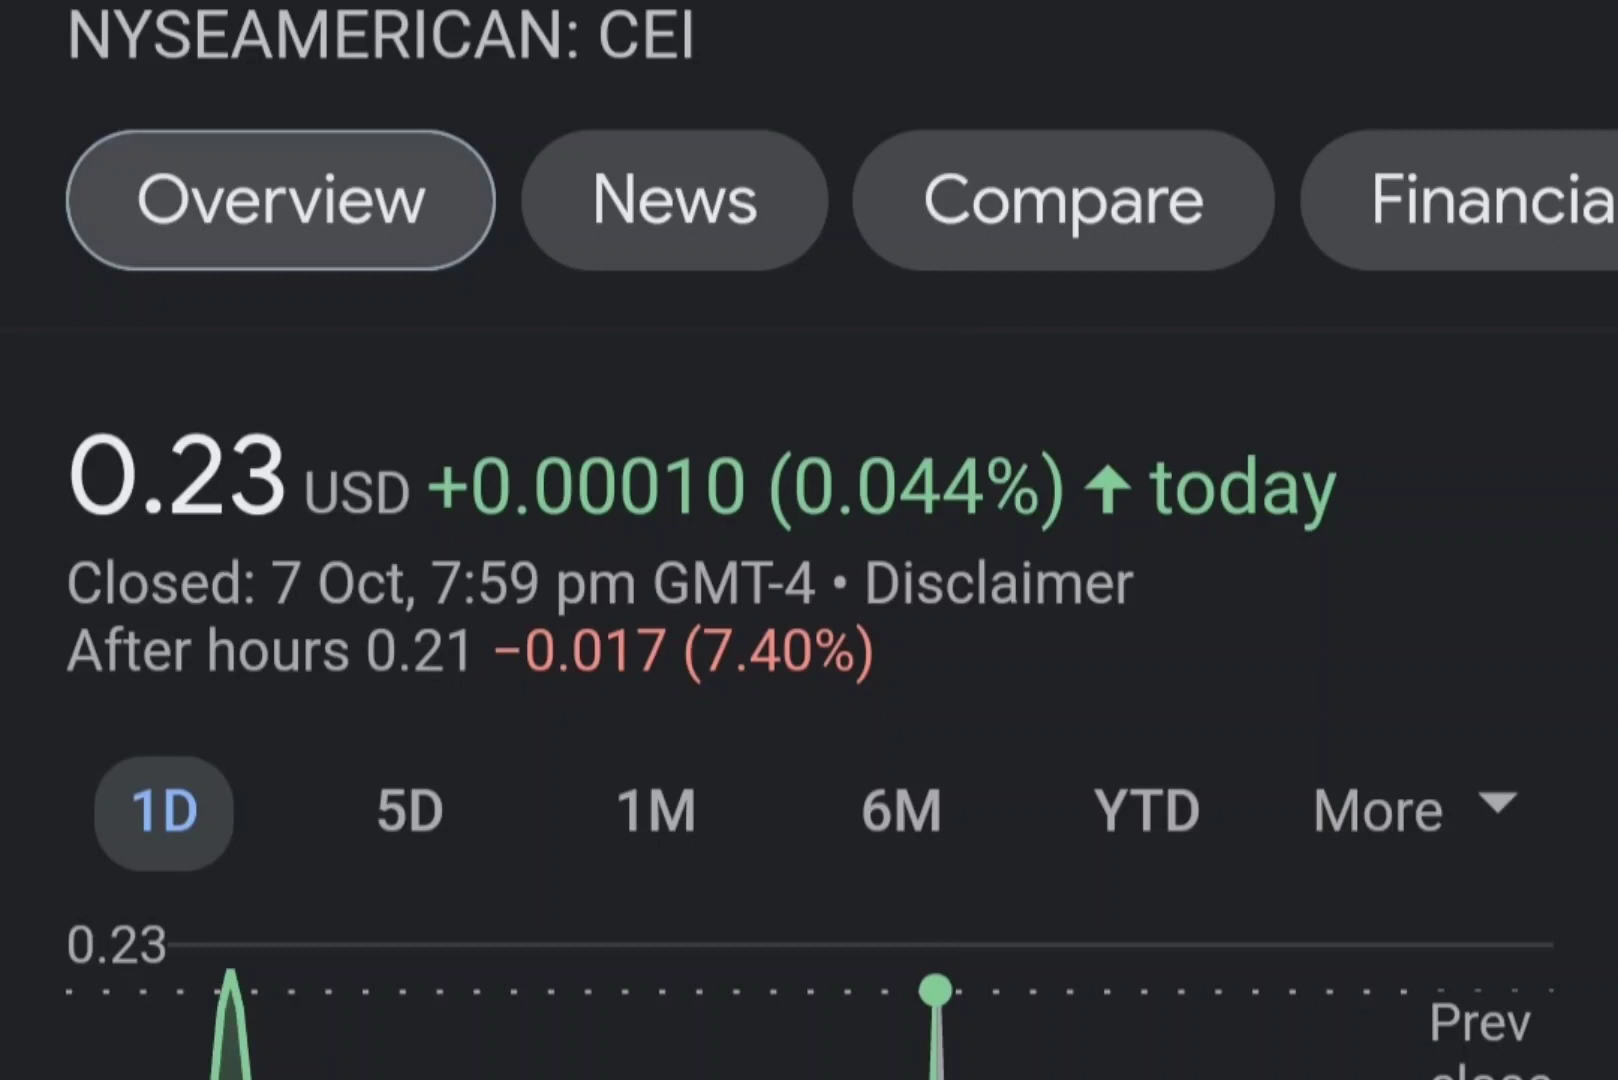 NYSEAMERICAN: CEI
Overview News Compare Financia
0.23 USD +0.00010 (0.044%) ↑ today
Closed: 7 Oct, 7:59 pm GMT-4 • Disclaimer
After hours 0.21 −0.017 (7.40%)
1D 5D 1M 6M YTD More
0.23
Prev
close